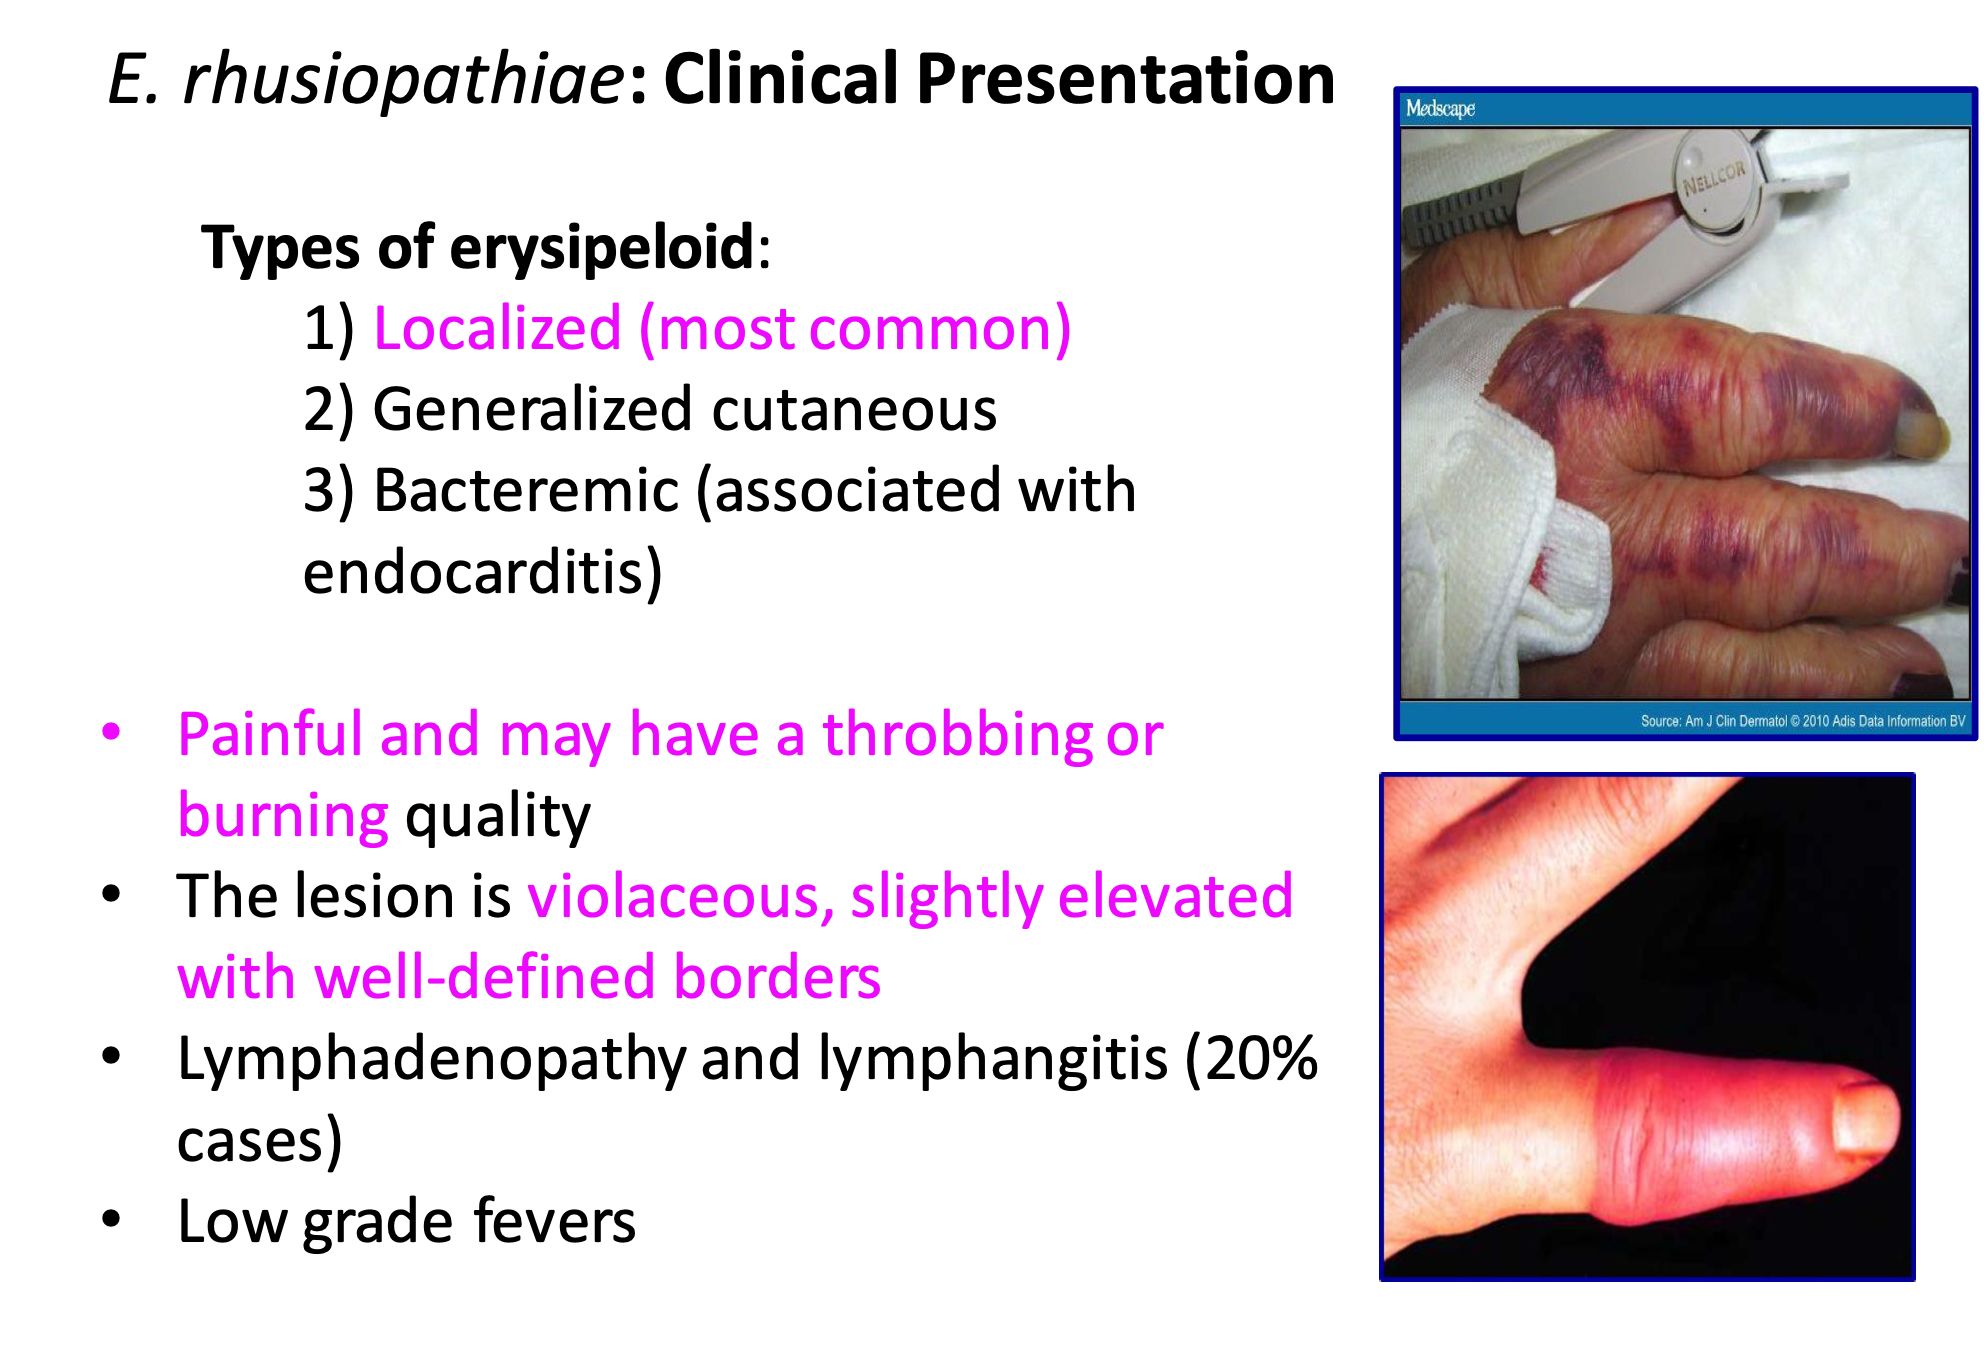 E. rhusiopathiae: Clinical Presentation
Types of erysipeloid:
1) Localized (most common)
2) Generalized cutaneous
3) Bacteremic (associated with
endocarditis)
• Painful and may have a throbbing or
burning quality
• The lesion is violaceous, slightly elevated
with well-defined borders
• Lymphadenopathy and lymphangitis (20%
cases)
• Low grade fevers
Medscape
NELLCOR
Source: Am J Clin Dermatol © 2010 Adis Data Information BV